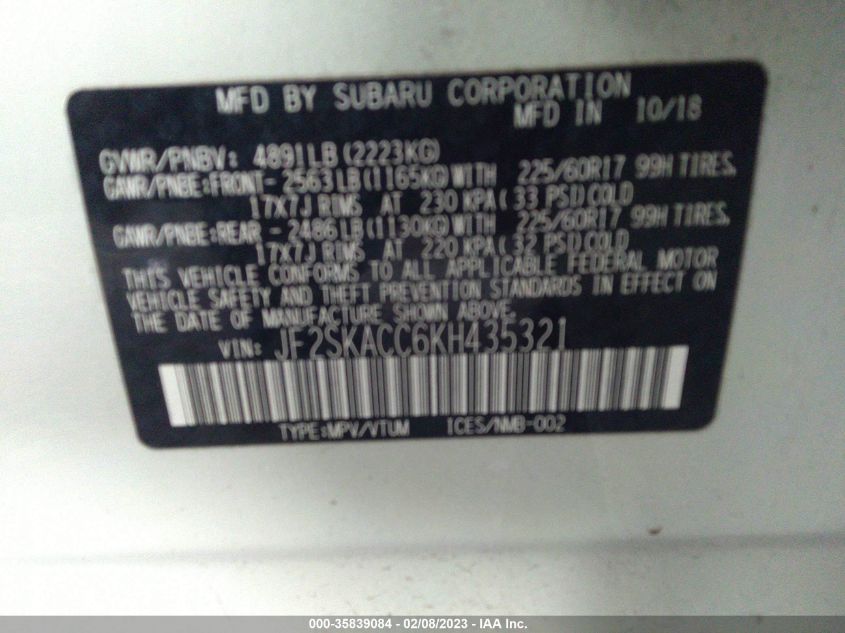 MFD BY SUBARU CORPORATION
MFD IN 10/18
GVWR/PNBV: 4891LB(2223KG)
GAWR/PNBE:FRONT- 2563LB(1165KG)WITH 225/60R17 99H TIRES.
17X7J RIMS AT 230 KPA( 33 PSI)COLD
GAWR/PNBE:REAR - 2486LB(1130KG)WITH 225/60R17 99H TIRES.
17X7J RIMS AT 220 KPA( 32 PSI)COLD
THIS VEHICLE CONFORMS TO ALL APPLICABLE FEDERAL MOTOR
VEHICLE SAFETY AND THEFT PREVENTION STANDARDS IN EFFECT ON
THE DATE OF MANUFACTURE SHOWN ABOVE.
VIN: JF2SKACC6KH435321
TYPE:MPV/VTUM ICES/NMB-002
000-35839084 - 02/08/2023 - IAA Inc.